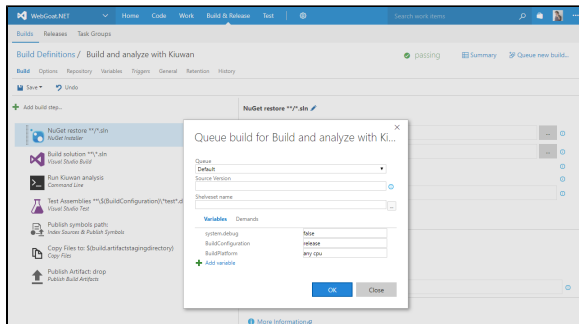 WebGoat.NET
Home Code Work Build & Release Test
Search work items
Builds Releases Task Groups
Build Definitions / Build and analyze with Kiuwan
passing Summary Queue new build...
Build Options Repository Variables Triggers General Retention History
Save Undo
Add build step...
NuGet restore **/*.sln
NuGet restore **/*.sln
NuGet Installer
Build solution **\*.sln
Visual Studio Build
Run Kiuwan analysis
Command Line
Test Assemblies **\$(BuildConfiguration)\*test*.d
Visual Studio Test
Publish symbols path:
Index Sources & Publish Symbols
Copy Files to: $(build.artifactstagingdirectory)
Copy Files
Publish Artifact: drop
Publish Build Artifacts
Queue build for Build and analyze with Ki...
Queue
Default
Source Version
Shelveset name
...
Variables Demands
system.debug false
BuildConfiguration release
BuildPlatform any cpu
Add variable
OK Close
...
...
More Information